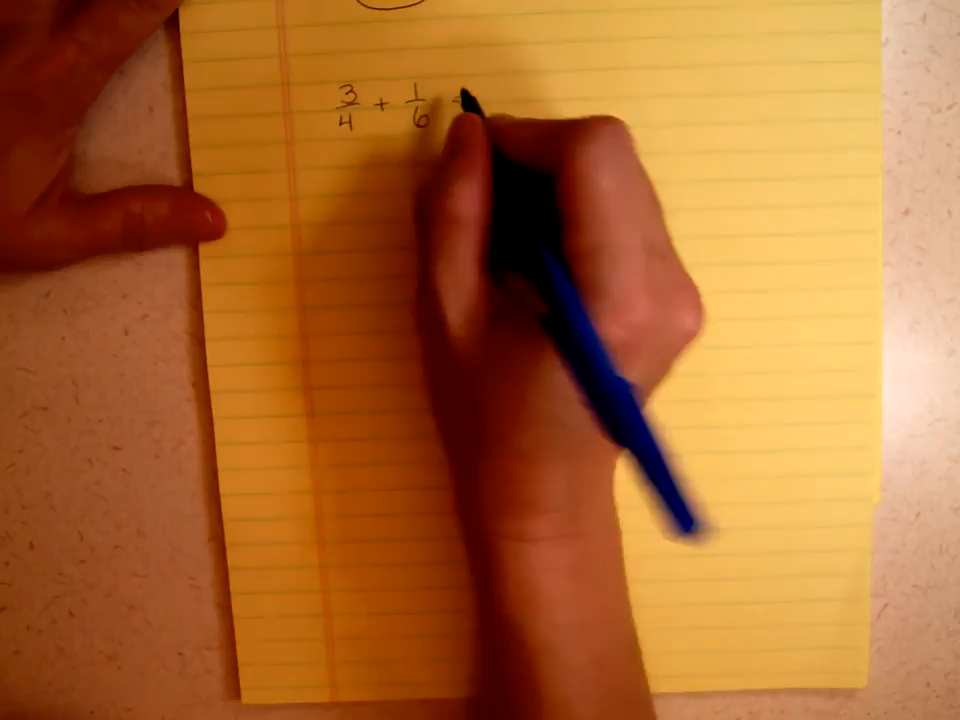 3/4 + 1/6 =